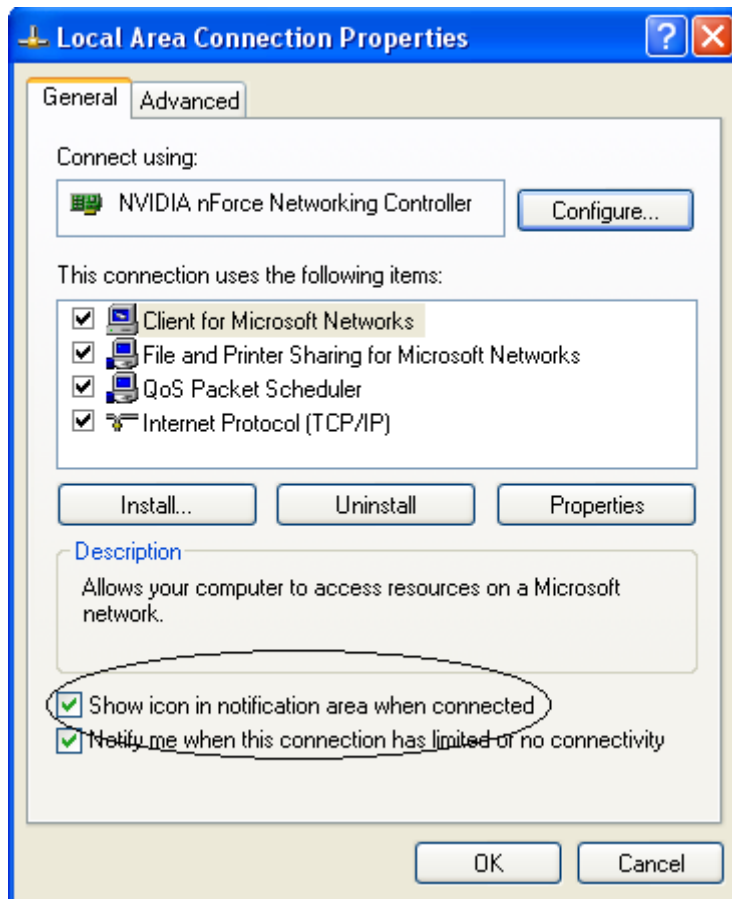 Local Area Connection Properties
General
Advanced
Connect using:
NVIDIA nForce Networking Controller
Configure...
This connection uses the following items:
Client for Microsoft Networks
File and Printer Sharing for Microsoft Networks
QoS Packet Scheduler
Internet Protocol (TCP/IP)
Install...
Uninstall
Properties
Description
Allows your computer to access resources on a Microsoft
network.
Show icon in notification area when connected
Notify me when this connection has limited or no connectivity
OK
Cancel